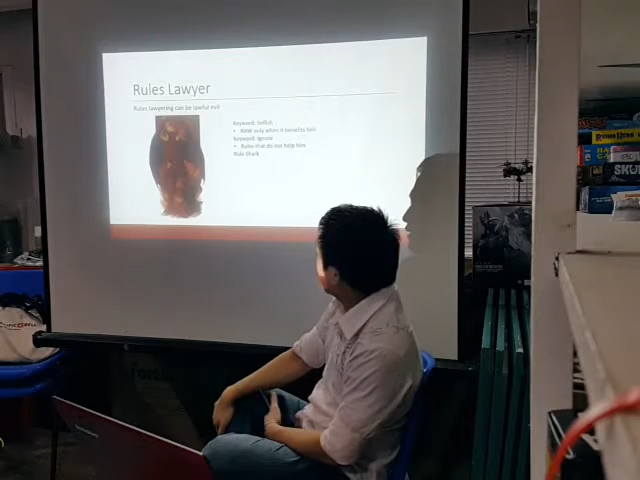 Rules Lawyer
Rules lawyering can be lawful evil
Keyword: Selfish
• RAW only when it benefits him
Keyword: Ignore
• Rules that do not help him
Rule Shark